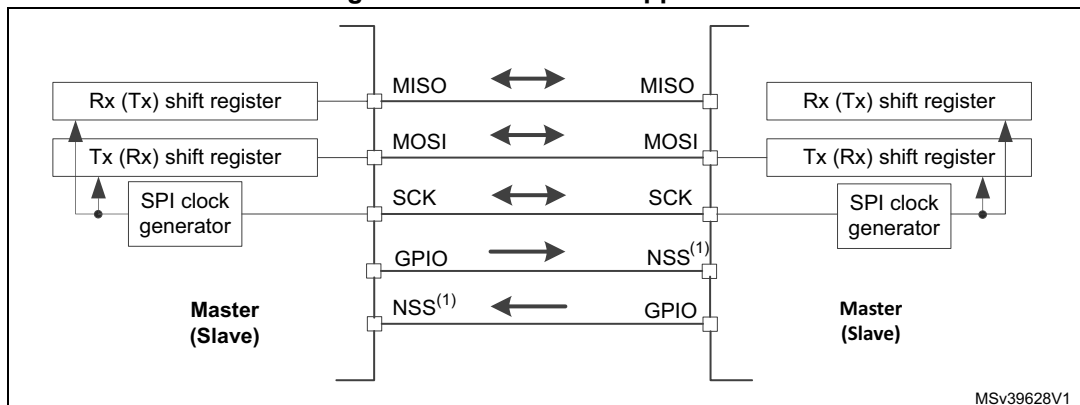 MISO MISO
Rx (Tx) shift register Rx (Tx) shift register
MOSI MOSI
Tx (Rx) shift register Tx (Rx) shift register
SPI clock generator SCK SCK SPI clock generator
GPIO NSS(1)
Master (Slave) NSS(1) GPIO Master (Slave)
MSv39628V1